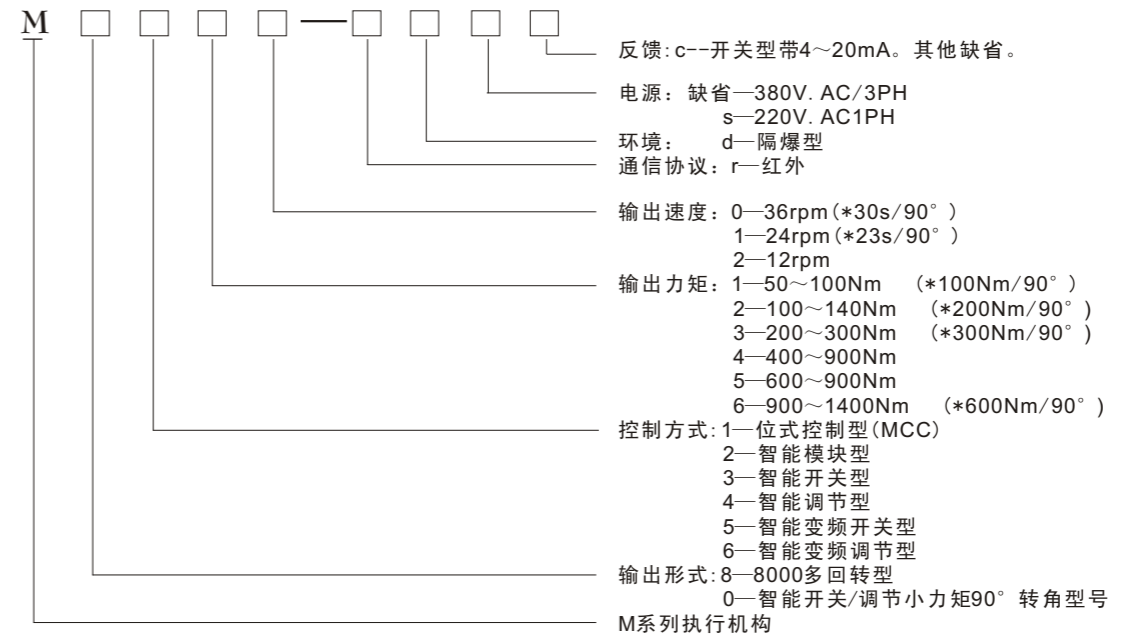 M □ □ □ □ — □ □ □ □
反馈: c--开关型带4～20mA。其他缺省。
电源：缺省—380V. AC/3PH
s—220V. AC1PH
环境： d—隔爆型
通信协议：r—红外
输出速度：0—36rpm(*30s/90°)
1—24rpm(*23s/90°)
2—12rpm
输出力矩：1—50～100Nm (*100Nm/90°)
2—100～140Nm (*200Nm/90°)
3—200～300Nm (*300Nm/90°)
4—400～900Nm
5—600～900Nm
6—900～1400Nm (*600Nm/90°)
控制方式: 1—位式控制型(MCC)
2—智能模块型
3—智能开关型
4—智能调节型
5—智能变频开关型
6—智能变频调节型
输出形式: 8—8000多回转型
0—智能开关/调节小力矩90°转角型号
M系列执行机构